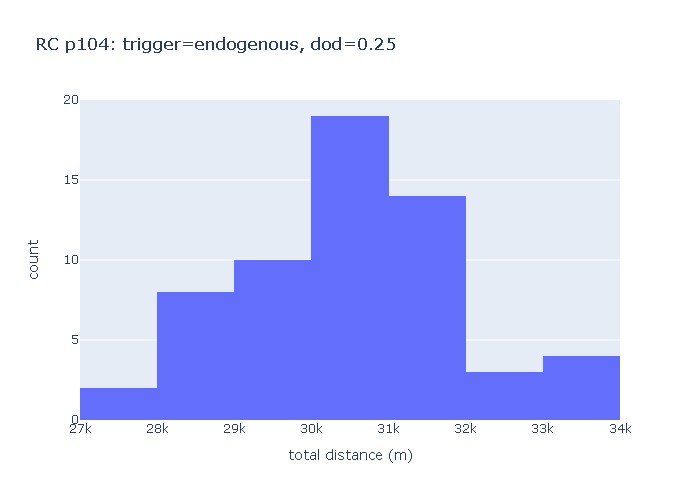 RC p104: trigger=endogenous, dod=0.25
20
15
10
5
0
count
27k 28k 29k 30k 31k 32k 33k 34k
total distance (m)